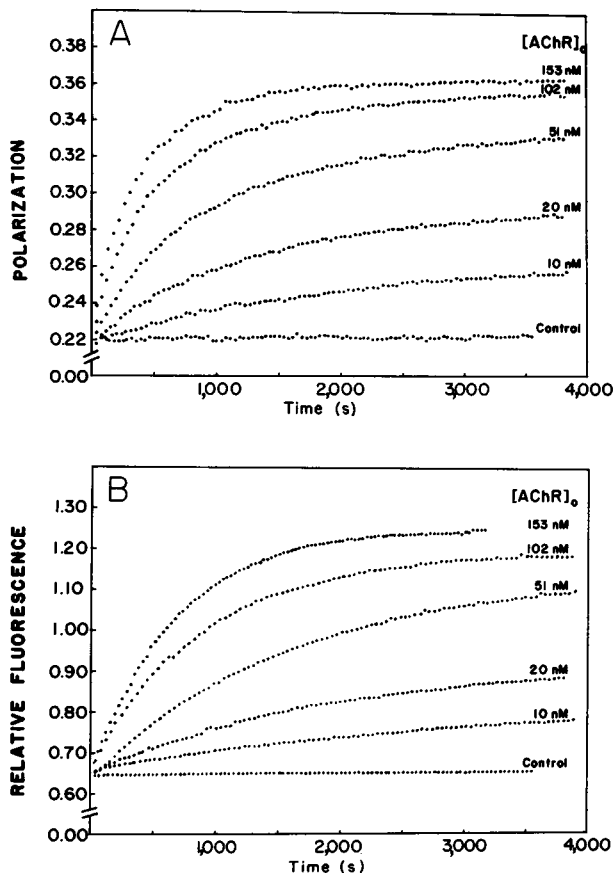 A
[AChR]o
153 nM
102 nM
51 nM
20 nM
10 nM
Control
POLARIZATION
0.38
0.36
0.34
0.32
0.30
0.28
0.26
0.24
0.22
0.00
1,000
2,000
3,000
4,000
Time (s)
B
[AChR]o
153 nM
102 nM
51 nM
20 nM
10 nM
Control
RELATIVE FLUORESCENCE
1.30
1.20
1.10
1.00
0.90
0.80
0.70
0.60
0.00
1,000
2,000
3,000
4,000
Time (s)